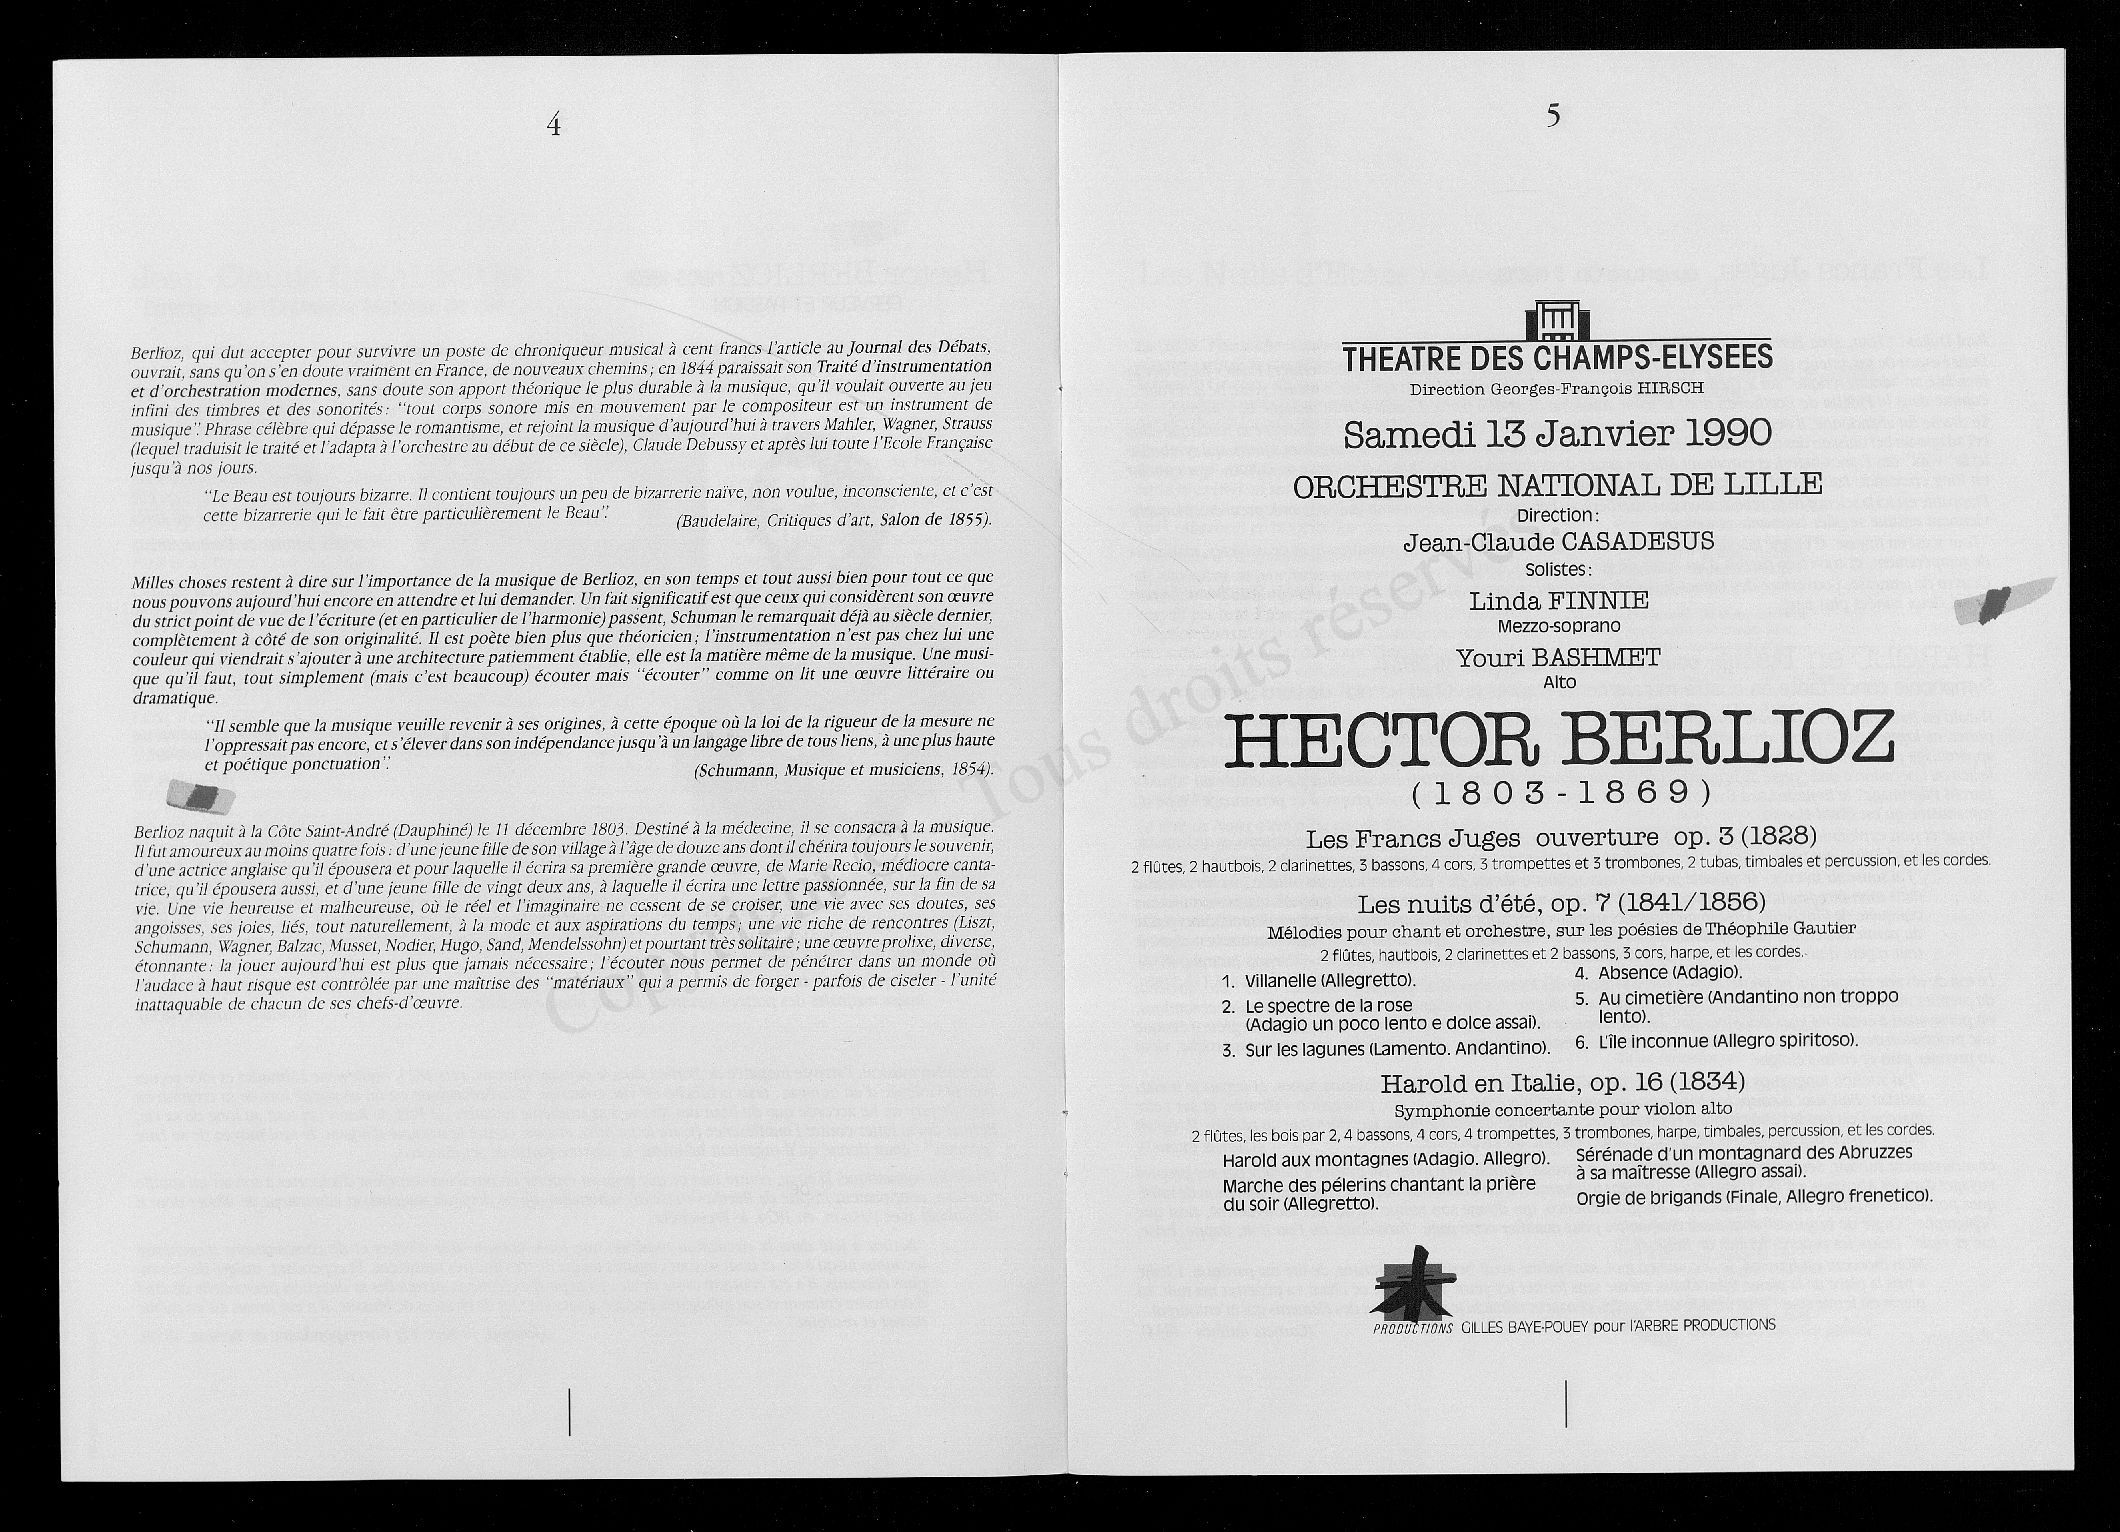 4
Berlioz, qui dut accepter pour survivre un poste de chroniqueur musical à cent francs l'article au Journal des Débats,
ouvrait, sans qu'on s'en doute vraiment en France, de nouveaux chemins; en 1844 paraissait son Traité d'instrumentation
et d'orchestration modernes, sans doute son apport théorique le plus durable à la musique, qu'il voulait ouverte au jeu
infini des timbres et des sonorités: "tout corps sonore mis en mouvement par le compositeur est un instrument de
musique". Phrase célèbre qui dépasse le romantisme, et rejoint la musique d'aujourd'hui à travers Mahler, Wagner, Strauss
(lequel traduisit le traité et l'adapta à l'orchestre au début de ce siècle), Claude Debussy et après lui toute l'Ecole Française
jusqu'à nos jours.
"Le Beau est toujours bizarre. Il contient toujours un peu de bizarrerie naive, non voulue, inconsciente, et c'est
cette bizarrerie qui le fait être particulièrement le Beau".
(Baudelaire, Critiques d'art, Salon de 1855).
Milles choses restent à dire sur l'importance de la musique de Berlioz, en son temps et tout aussi bien pour tout ce que
nous pouvons aujourd'hui encore en attendre et lui demander. Un fait significatif est que ceux qui considèrent son œuvre
du strict point de vue de l'écriture (et en particulier de l'harmonie) passent, Schuman le remarquait déjà au siècle dernier,
complètement à côté de son originalité. Il est poète bien plus que théoricien; l'instrumentation n'est pas chez lui une
couleur qui viendrait s'ajouter à une architecture patiemment établie, elle est la matière même de la musique. Une musi-
que qu'il faut, tout simplement (mais c'est beaucoup) écouter mais "écouter" comme on lit une œuvre littéraire ou
dramatique.
"Il semble que la musique veuille revenir à ses origines, à cette époque où la loi de la rigueur de la mesure ne
l'oppressait pas encore, et s'élever dans son indépendance jusqu'à un langage libre de tous liens, à une plus haute
et poétique ponctuation".
(Schumann, Musique et musiciens, 1854).
Berlioz naquit à la Côte Saint-André (Dauphiné) le 11 décembre 1803. Destiné à la médecine, il se consacra à la musique.
Il fut amoureux au moins quatre fois: d'une jeune fille de son village à l'âge de douze ans dont il chérira toujours le souvenir,
d'une actrice anglaise qu'il épousera et pour laquelle il écrira sa première grande œuvre, de Marie Recio, médiocre canta-
trice, qu'il épousera aussi, et d'une jeune fille de vingt deux ans, à laquelle il écrira une lettre passionnée, sur la fin de sa
vie. Une vie heureuse et malheureuse, où le réel et l'imaginaire ne cessent de se croiser, une vie avec ses doutes, ses
angoisses, ses joies, liés, tout naturellement, à la mode et aux aspirations du temps; une vie riche de rencontres (Liszt,
Schumann, Wagner, Balzac, Musset, Nodier, Hugo, Sand, Mendelssohn) et pourtant très solitaire; une œuvre prolixe, diverse,
étonnante: la jouer aujourd'hui est plus que jamais nécessaire; l'écouter nous permet de pénétrer dans un monde où
l'audace à haut risque est contrôlée par une maîtrise des "matériaux" qui a permis de forger - parfois de ciseler - l'unité
inattaquable de chacun de ses chefs-d'œuvre.
5
THEATRE DES CHAMPS-ELYSEES
Direction Georges-François HIRSCH
Samedi 13 Janvier 1990
ORCHESTRE NATIONAL DE LILLE
Direction:
Jean-Claude CASADESUS
Solistes:
Linda FINNIE
Mezzo-soprano
Youri BASHMET
Alto
HECTOR BERLIOZ
(1803-1869)
Les Francs Juges ouverture op. 3 (1828)
2 flûtes, 2 hautbois, 2 clarinettes, 3 bassons, 4 cors, 3 trompettes et 3 trombones, 2 tubas, timbales et percussion, et les cordes.
Les nuits d'été, op. 7 (1841/1856)
Mélodies pour chant et orchestre, sur les poésies de Théophile Gautier
2 flûtes, hautbois, 2 clarinettes et 2 bassons, 3 cors, harpe, et les cordes.
1. Villanelle (Allegretto).
2. Le spectre de la rose
(Adagio un poco lento e dolce assai).
3. Sur les lagunes (Lamento. Andantino).
4. Absence (Adagio).
5. Au cimetière (Andantino non troppo
lento).
6. L'île inconnue (Allegro spiritoso).
Harold en Italie, op. 16 (1834)
Symphonie concertante pour violon alto
2 flûtes, les bois par 2, 4 bassons, 4 cors, 4 trompettes, 3 trombones, harpe, timbales, percussion, et les cordes.
Harold aux montagnes (Adagio. Allegro).
Marche des pélerins chantant la prière
du soir (Allegretto).
Sérénade d'un montagnard des Abruzzes
à sa maîtresse (Allegro assai).
Orgie de brigands (Finale, Allegro frenetico).
PRODUCTIONS GILLES BAYE-POUEY pour l'ARBRE PRODUCTIONS
Tous droits réservés